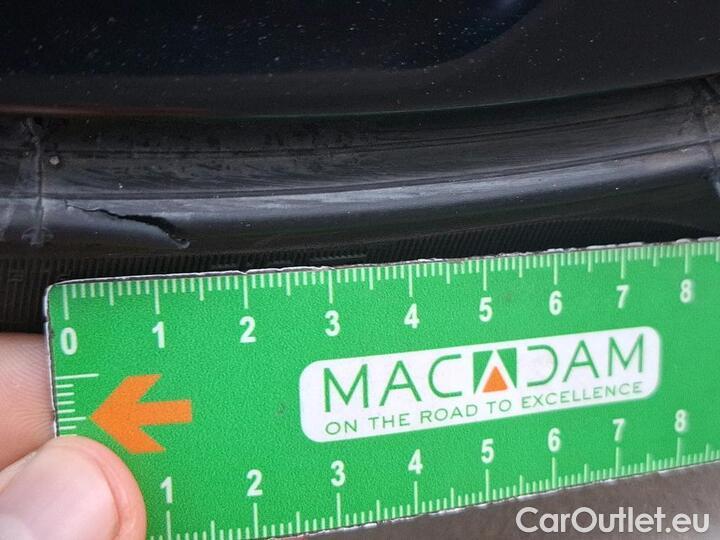 0 1 2 3 4 5 6 7 8
MACADAM
ON THE ROAD TO EXCELLENCE
1 2 3 4 5 6 7 8
CarOutlet.eu